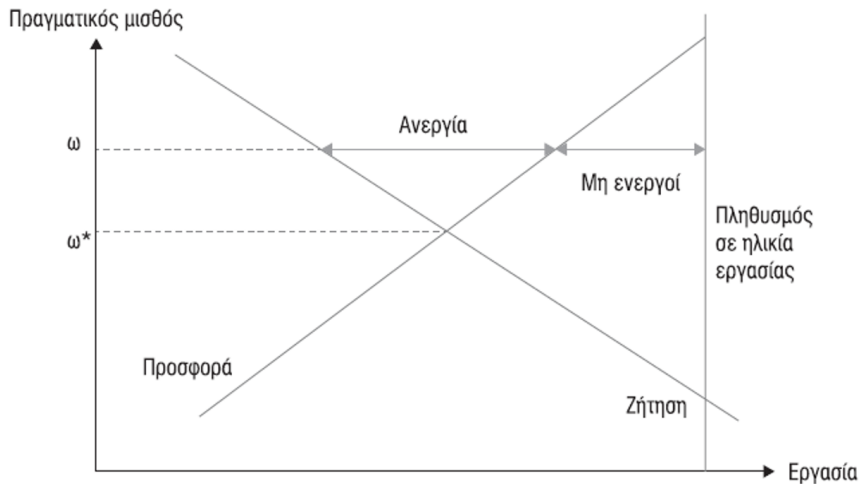 Πραγματικός μισθός
Ανεργία
ω
Μη ενεργοί
Πληθυσμός
σε ηλικία
εργασίας
ω*
Προσφορά
Ζήτηση
Εργασία